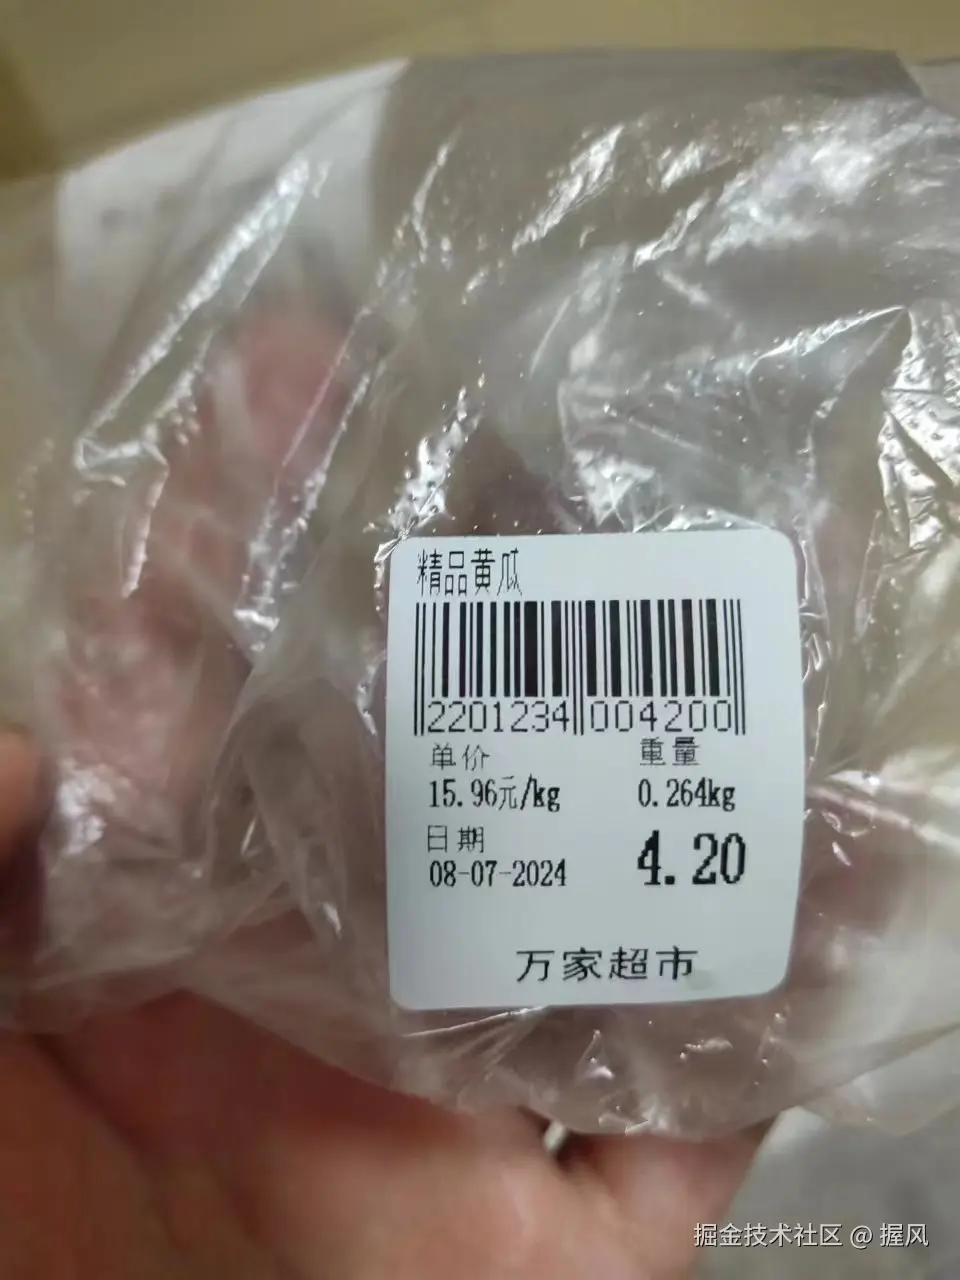 精品黄瓜
2201234 004200
单价 重量
15.96元/kg 0.264kg
日期
08-07-2024 4.20
万家超市
掘金技术社区 @ 握风